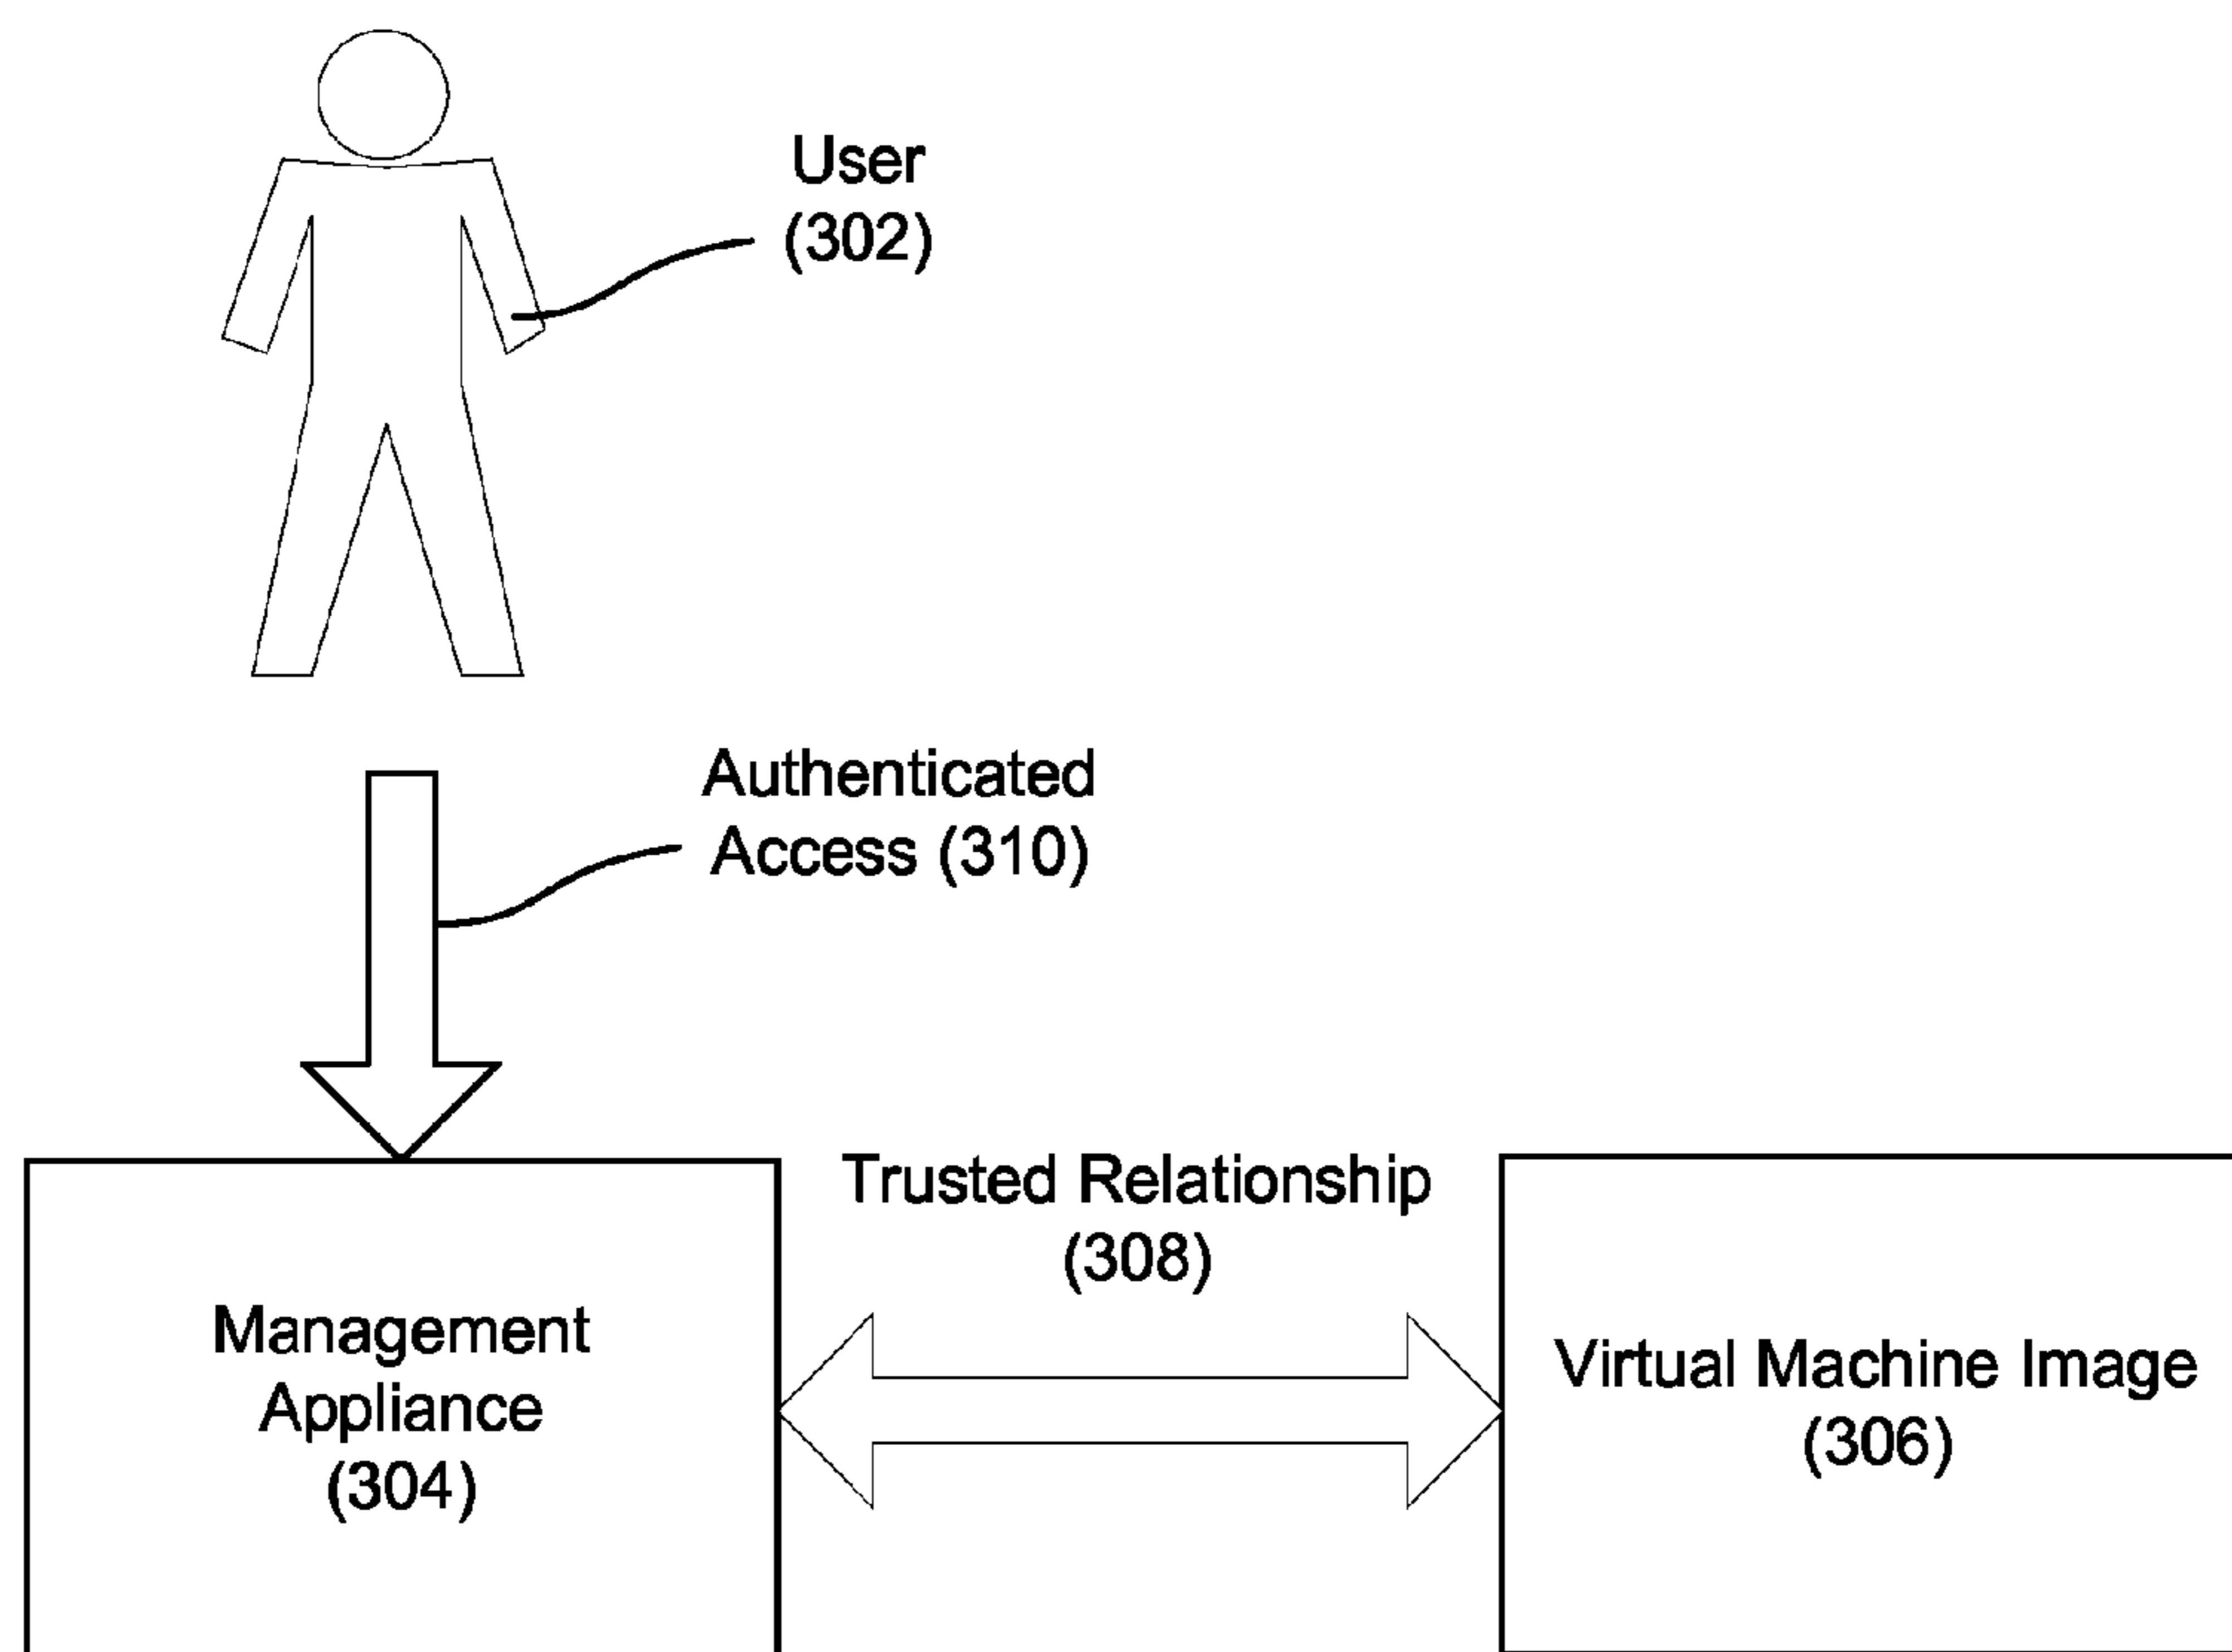 User
(302)
Authenticated
Access (310)
Trusted Relationship
(308)
Management
Appliance
(304)
Virtual Machine Image
(306)